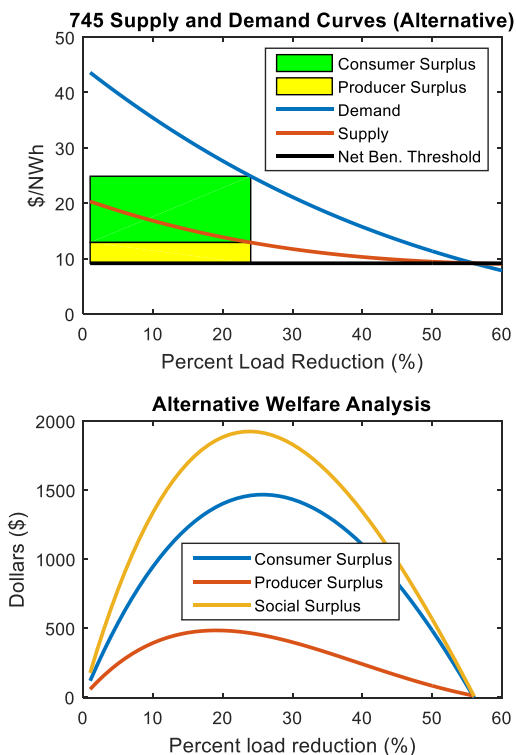 745 Supply and Demand Curves (Alternative)
50
40
30
20
10
0
$/NWh
Consumer Surplus
Producer Surplus
Demand
Supply
Net Ben. Threshold
0 10 20 30 40 50 60
Percent Load Reduction (%)
Alternative Welfare Analysis
2000
1500
1000
500
0
Dollars ($)
Consumer Surplus
Producer Surplus
Social Surplus
0 10 20 30 40 50 60
Percent load reduction (%)